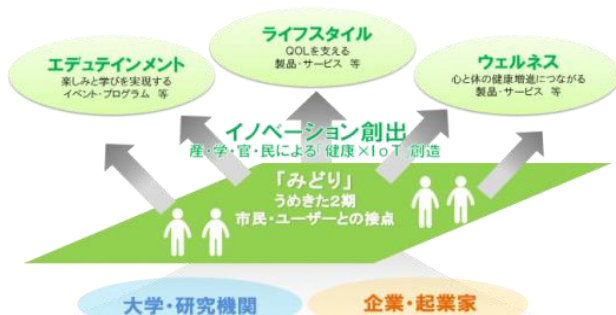 ライフスタイル
QOLを支える
製品・サービス 等
エデュテインメント
楽しみと学びを実現する
イベント・プログラム 等
ウェルネス
心と体の健康増進につながる
製品・サービス 等
イノベーション創出
産・学・官・民による「健康×IoT」創造
「みどり」
うめきた2期
市民・ユーザーとの接点
大学・研究機関
企業・起業家